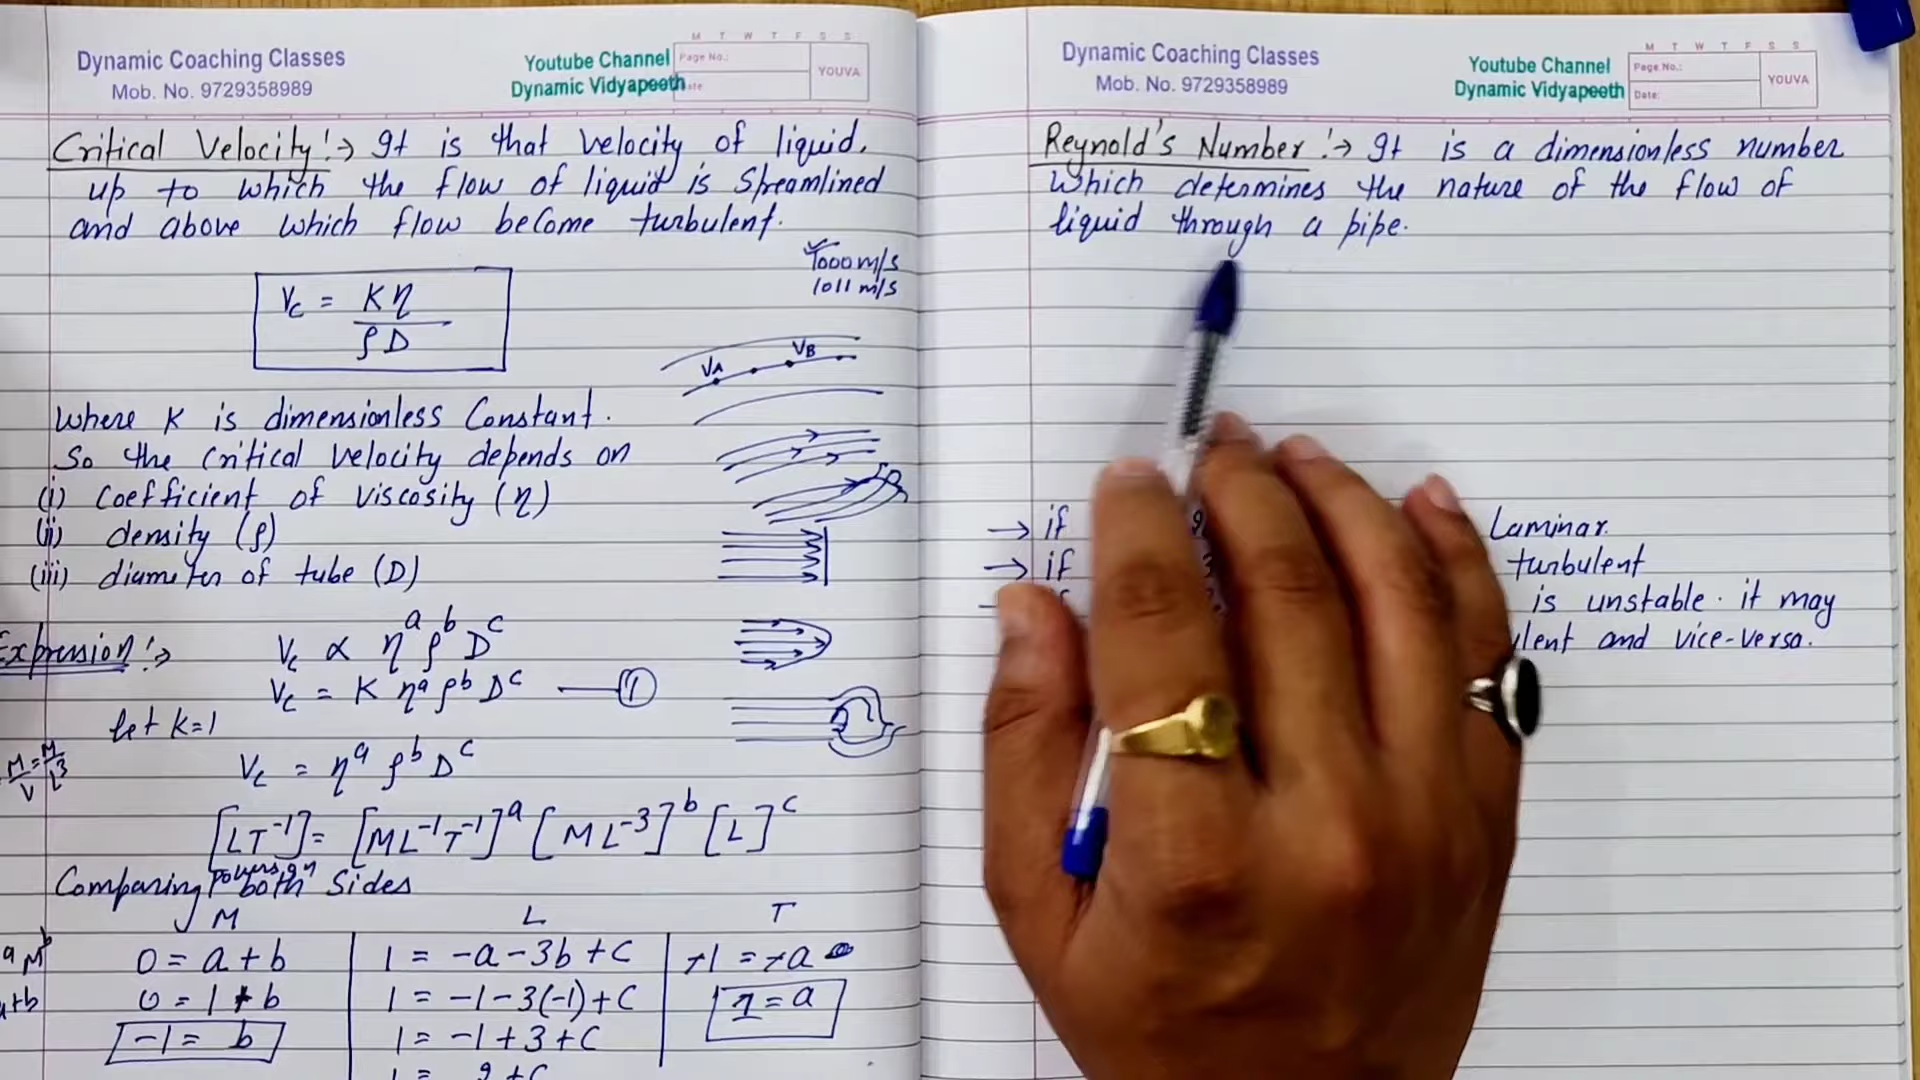 Dynamic Coaching Classes
Mob. No. 9729358989
Youtube Channel
Dynamic Vidyapeeth
M T W T F S S
Page No.:
YOUVA
Critical Velocity :→ It is that velocity of liquid,
up to which the flow of liquid is Streamlined
and above which flow become turbulent.
1000 m/s
1011 m/s
Vc = Kη
ρD
VA VB
Where K is dimensionless Constant.
So the Critical velocity depends on
(i) Coefficient of viscosity (η)
(ii) density (ρ)
(iii) diameter of tube (D)
Expression :→ Vc ∝ η^a ρ^b D^c
Vc = K η^a ρ^b D^c — ①
let k=1
M/V = M/L^3
Vc = η^a ρ^b D^c
[LT^-1] = [ML^-1T^-1]^a [ML^-3]^b [L]^c
Comparing powers on both Sides
M L T
0 = a+b
0 = 1+b
-1 = b
1 = -a-3b+c
1 = -1-3(-1)+c
1 = -1+3+c
-1 = -a
1 = a
Dynamic Coaching Classes
Mob. No. 9729358989
Youtube Channel
Dynamic Vidyapeeth
M T W T F S S
Page No.:
Date:
YOUVA
Reynold's Number :→ It is a dimensionless number
Which determines the nature of the flow of
liquid through a pipe.
→ if Laminar.
→ if turbulent
is unstable. it may
and vice-versa.